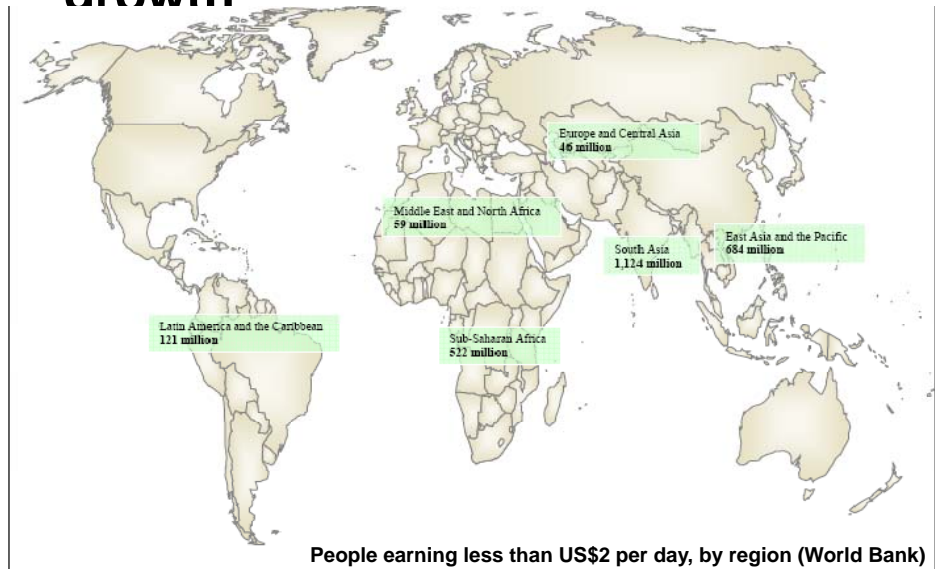 growth
Europe and Central Asia
46 million
Middle East and North Africa
59 million
East Asia and the Pacific
684 million
South Asia
1,124 million
Latin America and the Caribbean
121 million
Sub-Saharan Africa
522 million
People earning less than US$2 per day, by region (World Bank)